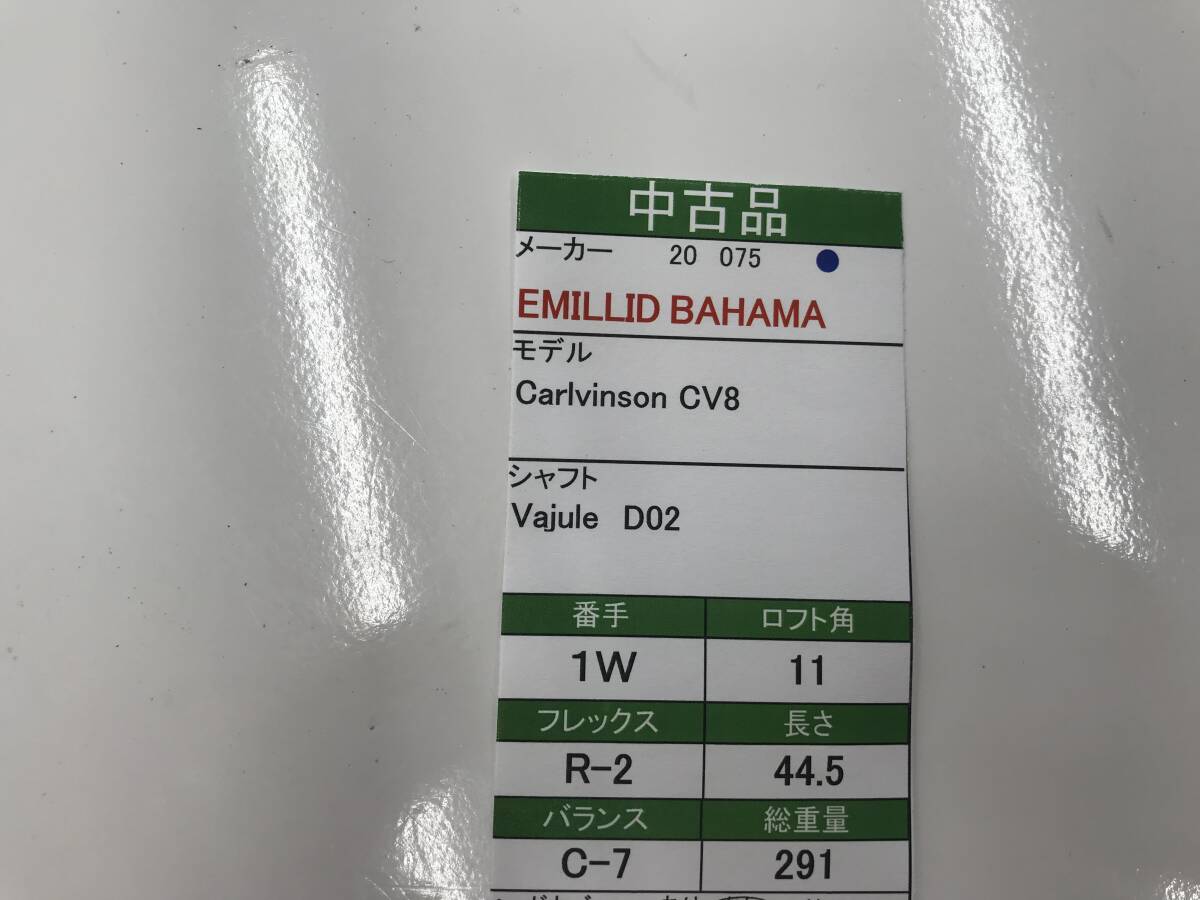 中古品
メーカー 20 075
EMILLID BAHAMA
モデル
Carlvinson CV8
シャフト
Vajule D02
番手 ロフト角
1W 11
フレックス 長さ
R-2 44.5
バランス 総重量
C-7 291